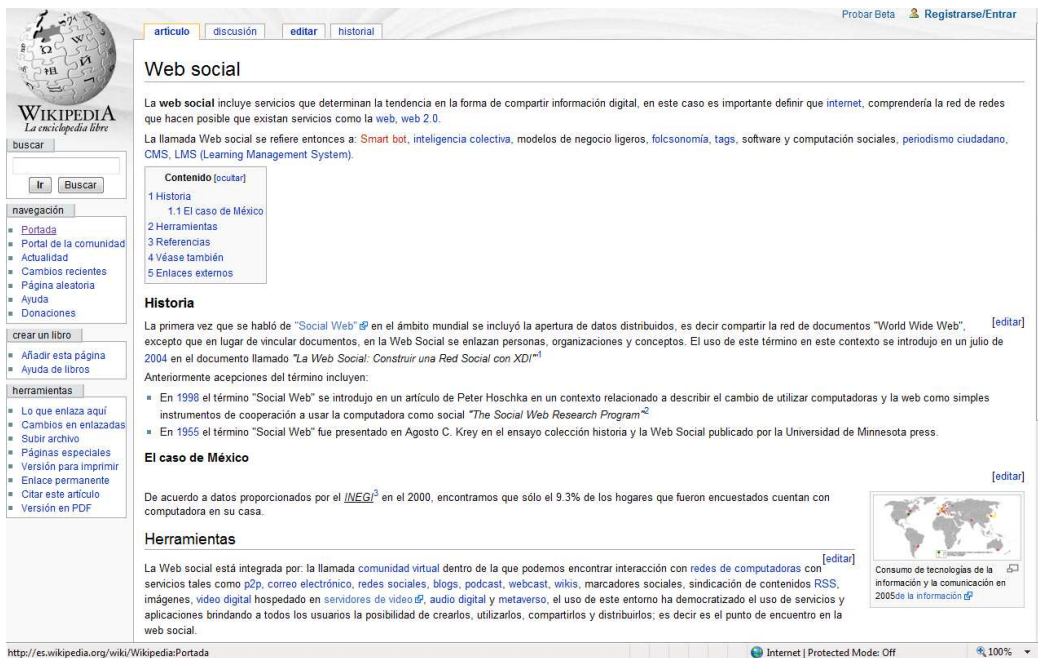 Probar Beta Registrarse/Entrar
artículo discusión editar historial
WIKIPEDIA
La enciclopedia libre
buscar
Ir Buscar
navegación
Portada
Portal de la comunidad
Actualidad
Cambios recientes
Página aleatoria
Ayuda
Donaciones
crear un libro
Añadir esta página
Ayuda de libros
herramientas
Lo que enlaza aquí
Cambios en enlazadas
Subir archivo
Páginas especiales
Versión para imprimir
Enlace permanente
Citar este artículo
Versión en PDF
Web social
La web social incluye servicios que determinan la tendencia en la forma de compartir información digital, en este caso es importante definir que internet, comprendería la red de redes
que hacen posible que existan servicios como la web, web 2.0.
La llamada Web social se refiere entonces a: Smart bot, inteligencia colectiva, modelos de negocio ligeros, folcsonomía, tags, software y computación sociales, periodismo ciudadano,
CMS, LMS (Learning Management System).
Contenido [ocultar]
1 Historia
1.1 El caso de México
2 Herramientas
3 Referencias
4 Véase también
5 Enlaces externos
Historia
[editar]
La primera vez que se habló de "Social Web" en el ámbito mundial se incluyó la apertura de datos distribuidos, es decir compartir la red de documentos "World Wide Web",
excepto que en lugar de vincular documentos, en la Web Social se enlazan personas, organizaciones y conceptos. El uso de este término en este contexto se introdujo en un julio de
2004 en el documento llamado "La Web Social: Construir una Red Social con XDI"1
Anteriormente acepciones del término incluyen:
En 1998 el término "Social Web" se introdujo en un artículo de Peter Hoschka en un contexto relacionado a describir el cambio de utilizar computadoras y la web como simples
instrumentos de cooperación a usar la computadora como social "The Social Web Research Program"2
En 1955 el término "Social Web" fue presentado en Agosto C. Krey en el ensayo colección historia y la Web Social publicado por la Universidad de Minnesota press.
El caso de México
[editar]
De acuerdo a datos proporcionados por el INEGI3 en el 2000, encontramos que sólo el 9.3% de los hogares que fueron encuestados cuentan con
computadora en su casa.
Consumo de tecnologías de la
información y la comunicación en
2005de la información
Herramientas
[editar]
La Web social está integrada por: la llamada comunidad virtual dentro de la que podemos encontrar interacción con redes de computadoras con
servicios tales como p2p, correo electrónico, redes sociales, blogs, podcast, webcast, wikis, marcadores sociales, sindicación de contenidos RSS,
imágenes, video digital hospedado en servidores de video, audio digital y metaverso, el uso de este entorno ha democratizado el uso de servicios y
aplicaciones brindando a todos los usuarios la posibilidad de crearlos, utilizarlos, compartirlos y distribuirlos; es decir es el punto de encuentro en la
web social.
http://es.wikipedia.org/wiki/Wikipedia:Portada Internet | Protected Mode: Off 100%